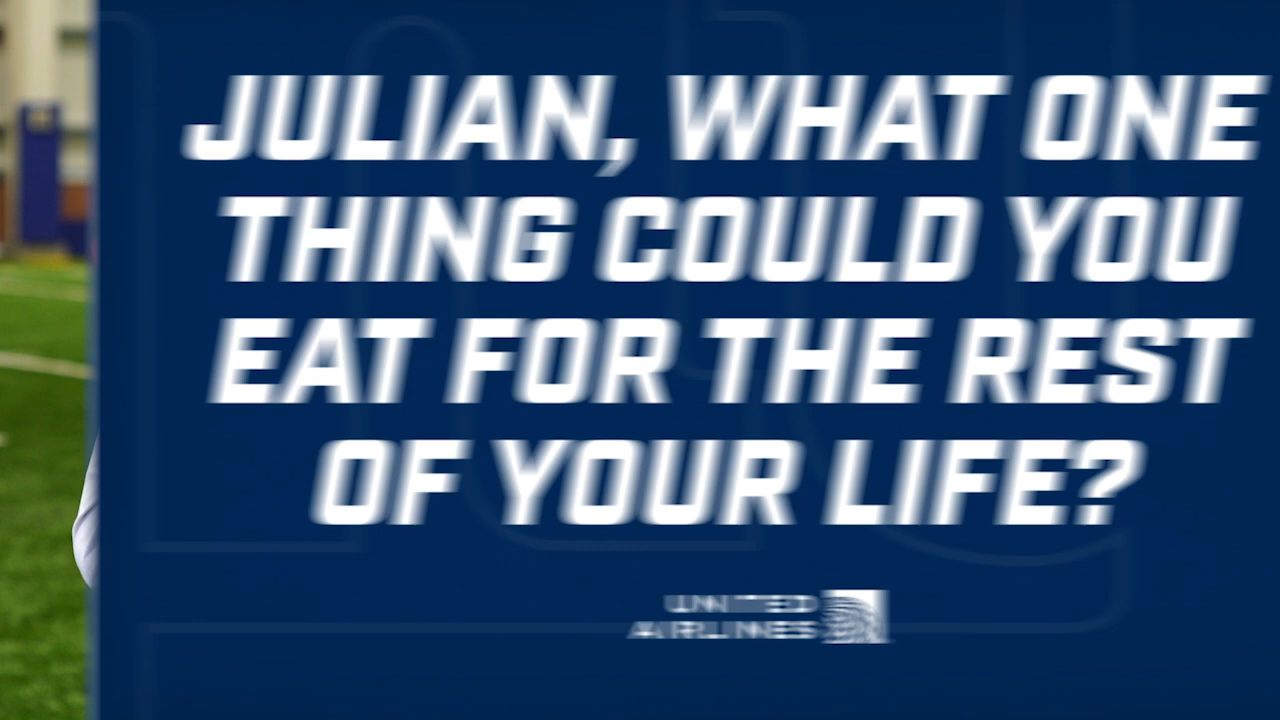 JULIAN, WHAT ONE
THING COULD YOU
EAT FOR THE REST
OF YOUR LIFE?
UNITED
AIRLINES